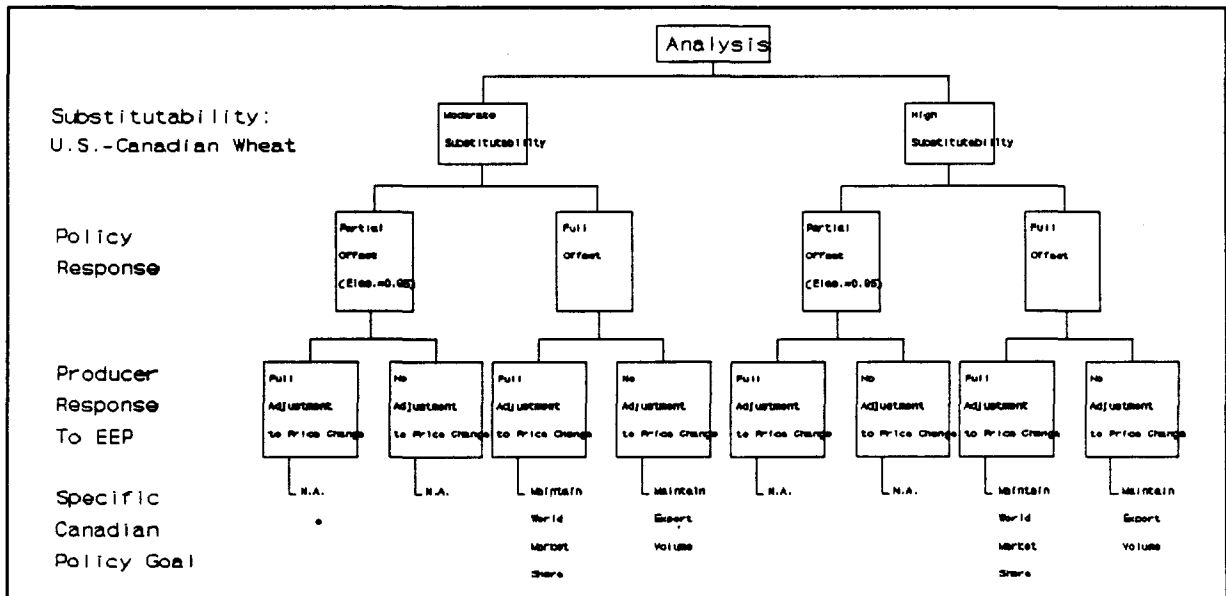 Analysis
Substitutability:
U.S.-Canadian Wheat
Moderate
Substitutability
High
Substitutability
Policy
Response
Partial
Offset
(Elas.=0.95)
Full
Offset
Partial
Offset
(Elas.=0.95)
Full
Offset
Producer
Response
To EEP
Full
Adjustment
to Price Change
No
Adjustment
to Price Change
Full
Adjustment
to Price Change
No
Adjustment
to Price Change
Full
Adjustment
to Price Change
No
Adjustment
to Price Change
Full
Adjustment
to Price Change
No
Adjustment
to Price Change
Specific
Canadian
Policy Goal
N.A.
N.A.
Maintain
World
Market
Share
Maintain
Export
Volume
N.A.
N.A.
Maintain
World
Market
Share
Maintain
Export
Volume